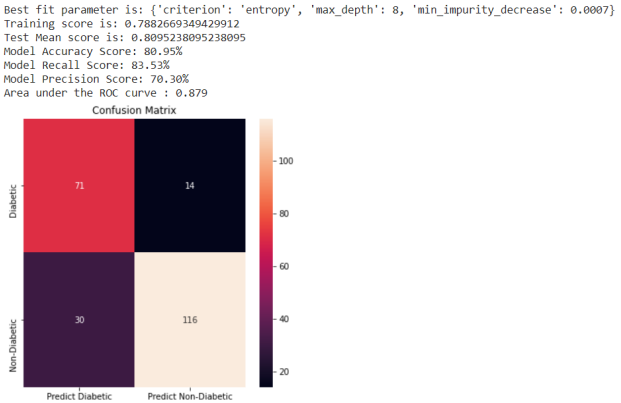 Best fit parameter is: {'criterion': 'entropy', 'max_depth': 8, 'min_impurity_decrease': 0.0007}
Training score is: 0.7882669349429912
Test Mean score is: 0.8095238095238095
Model Accuracy Score: 80.95%
Model Recall Score: 83.53%
Model Precision Score: 70.30%
Area under the ROC curve : 0.879
Confusion Matrix
Diabetic
71
14
Non-Diabetic
30
116
Predict Diabetic
Predict Non-Diabetic
100
80
60
40
20